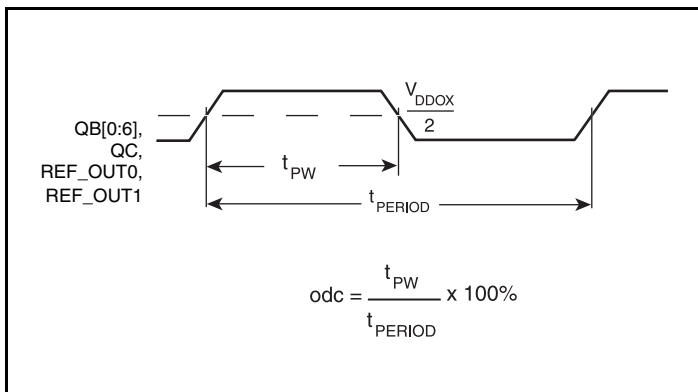 V_DDOX
2
QB[0:6],
QC,
REF_OUT0,
REF_OUT1
t_PW
t_PERIOD
odc = t_PW x 100%
t_PERIOD